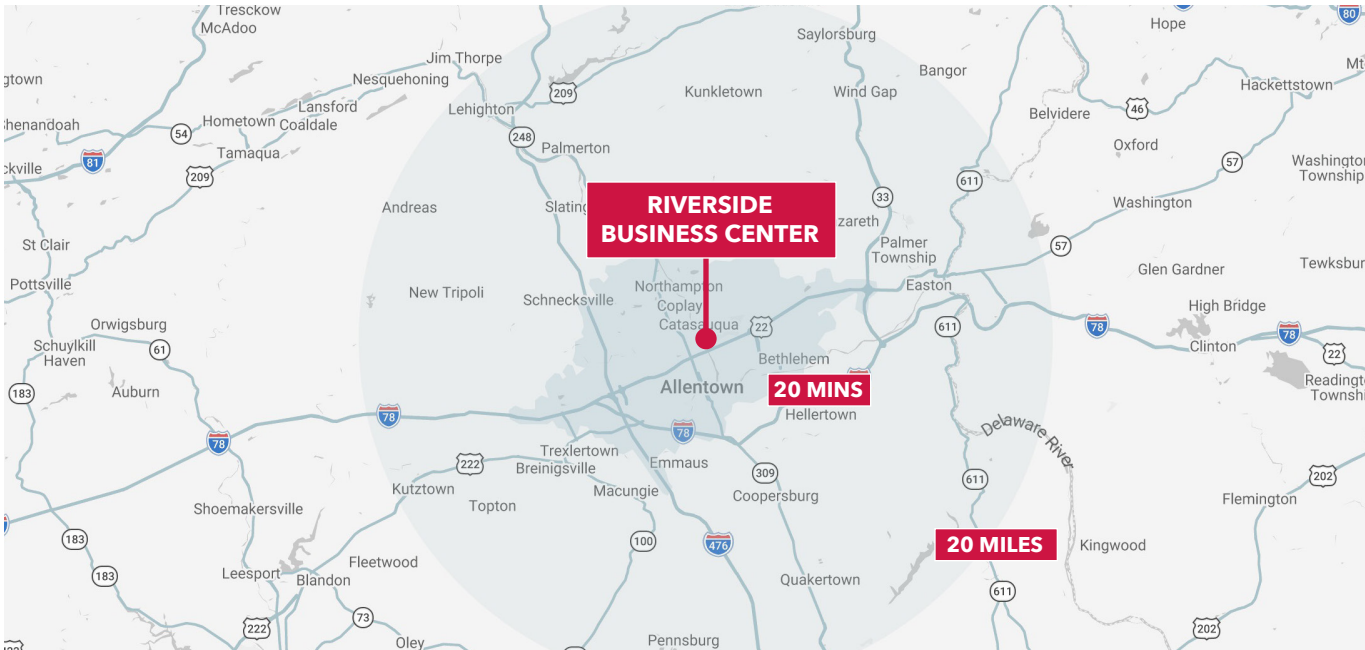 Tresckow
McAdoo
Hope
80
Saylorsburg
Jim Thorpe
Bangor
gtown
Nesquehoning
209
Kunkletown
Wind Gap
Hackettstown
Lansford
Lehighton
46
Belvidere
Shenandoah
Hometown
Coaldale
54
248
Oxford
Tamaqua
Palmerton
81
57
Washington
Township
ckville
209
611
33
Andreas
RIVERSIDE
BUSINESS CENTER
Slating
zareth
Washington
St Clair
Palmer
Township
57
Pottsville
Glen Gardner
Tewksbur
New Tripoli
Schnecksville
Northampton
Coplay
Catasauqua
Easton
High Bridge
Orwigsburg
22
611
78
78
Schuylkill
Haven
61
Clinton
22
Bethlehem
183
Auburn
Allentown
20 MINS
Readingt
Townshi
78
Hellertown
78
78
Delaware River
Trexlertown
222
Breinigsville
Emmaus
309
611
202
Kutztown
Macungie
Coopersburg
Flemington
Shoemakersville
Topton
183
100
476
20 MILES
Kingwood
Fleetwood
Leesport
183
Blandon
Quakertown
611
73
222
202
Oley
Pennsburg